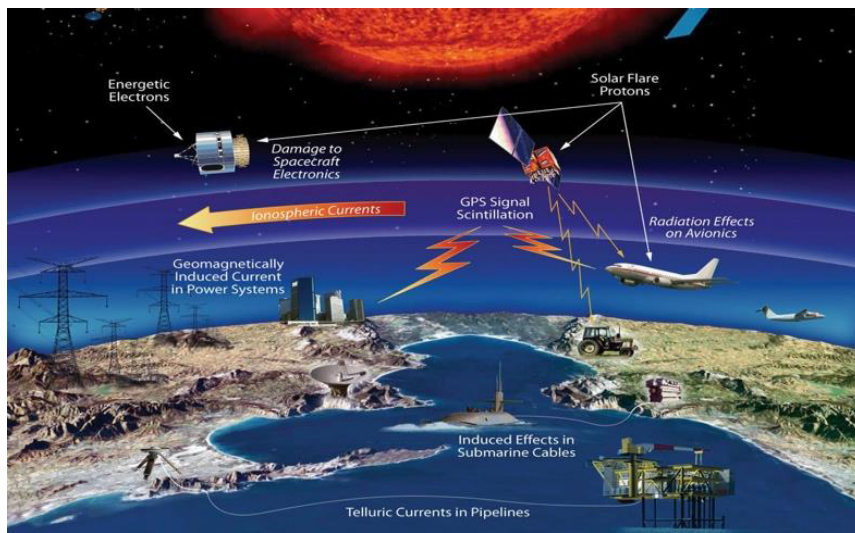 Energetic
Electrons
Solar Flare
Protons
Damage to
Spacecraft
Electronics
Ionospheric Currents
GPS Signal
Scintillation
Radiation Effects
on Avionics
Geomagnetically
Induced Current
in Power Systems
Induced Effects in
Submarine Cables
Telluric Currents in Pipelines